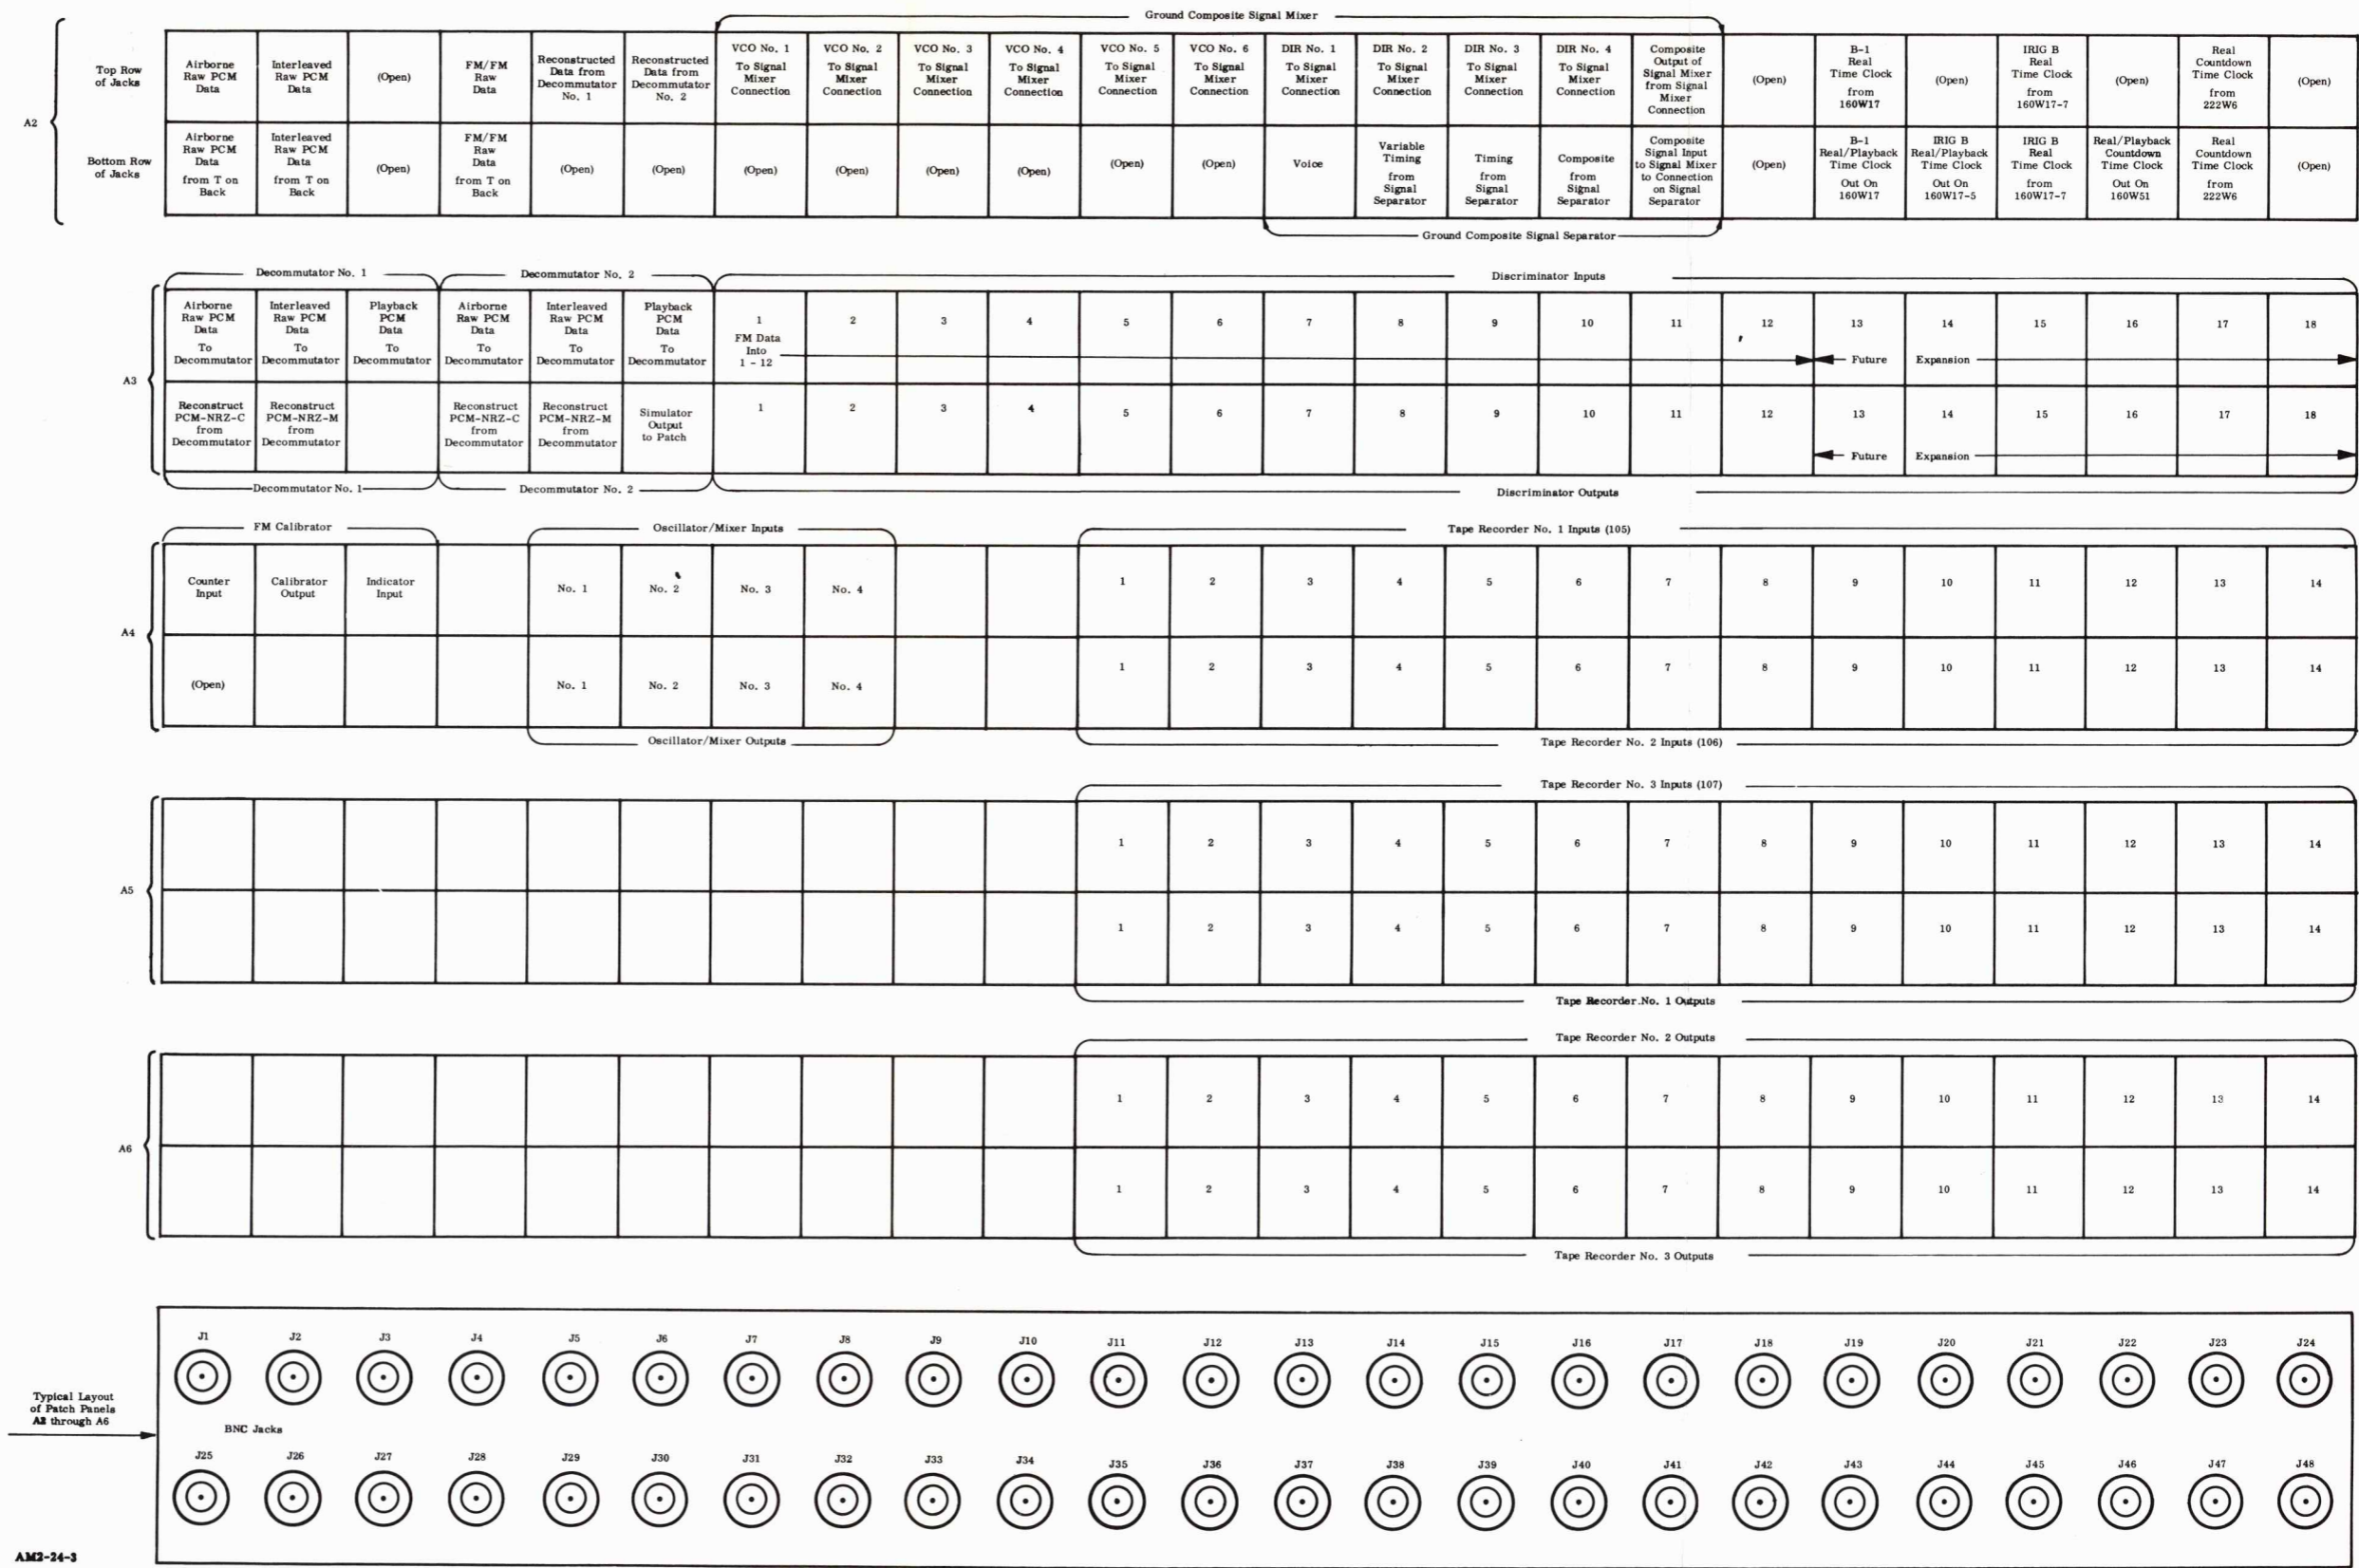 Ground Composite Signal Mixer
A2
Top Row
of Jacks
Airborne
Raw PCM
Data
Interleaved
Raw PCM
Data
(Open)
FM/FM
Raw
Data
Reconstructed
Data from
Decommutator
No. 1
Reconstructed
Data from
Decommutator
No. 2
VCO No. 1
To Signal
Mixer
Connection
VCO No. 2
To Signal
Mixer
Connection
VCO No. 3
To Signal
Mixer
Connection
VCO No. 4
To Signal
Mixer
Connection
VCO No. 5
To Signal
Mixer
Connection
VCO No. 6
To Signal
Mixer
Connection
DIR No. 1
To Signal
Mixer
Connection
DIR No. 2
To Signal
Mixer
Connection
DIR No. 3
To Signal
Mixer
Connection
DIR No. 4
To Signal
Mixer
Connection
Composite
Output of
Signal Mixer
from Signal
Mixer
Connection
(Open)
B-1
Real
Time Clock
from
160W17
(Open)
IRIG B
Real
Time Clock
from
160W17-7
(Open)
Real
Countdown
Time Clock
from
222W6
(Open)
Bottom Row
of Jacks
Airborne
Raw PCM
Data
from T on
Back
Interleaved
Raw PCM
Data
from T on
Back
(Open)
FM/FM
Raw
Data
from T on
Back
(Open)
(Open)
(Open)
(Open)
(Open)
(Open)
(Open)
(Open)
Voice
Variable
Timing
from
Signal
Separator
Timing
from
Signal
Separator
Composite
from
Signal
Separator
Composite
Signal Input
to Signal Mixer
to Connection
on Signal
Separator
(Open)
B-1
Real/Playback
Time Clock
Out On
160W17
IRIG B
Real/Playback
Time Clock
Out On
160W17-5
IRIG B
Real
Time Clock
from
160W17-7
Real/Playback
Countdown
Time Clock
Out On
160W51
Real
Countdown
Time Clock
from
222W6
(Open)
Ground Composite Signal Separator
Decommutator No. 1
Decommutator No. 2
Discriminator Inputs
A3
Airborne
Raw PCM
Data
To
Decommutator
Interleaved
Raw PCM
Data
To
Decommutator
Playback
PCM
Data
To
Decommutator
Airborne
Raw PCM
Data
To
Decommutator
Interleaved
Raw PCM
Data
To
Decommutator
Playback
PCM
Data
To
Decommutator
1
FM Data
Into
1 - 12
2
3
4
5
6
7
8
9
10
11
12
13
14
15
16
17
18
Future Expansion
Reconstruct
PCM-NRZ-C
from
Decommutator
Reconstruct
PCM-NRZ-M
from
Decommutator
Reconstruct
PCM-NRZ-C
from
Decommutator
Reconstruct
PCM-NRZ-M
from
Decommutator
Simulator
Output
to Patch
1
2
3
4
5
6
7
8
9
10
11
12
13
14
15
16
17
18
Future Expansion
Decommutator No. 1
Decommutator No. 2
Discriminator Outputs
FM Calibrator
Oscillator/Mixer Inputs
Tape Recorder No. 1 Inputs (105)
A4
Counter
Input
Calibrator
Output
Indicator
Input
No. 1
No. 2
No. 3
No. 4
1
2
3
4
5
6
7
8
9
10
11
12
13
14
(Open)
No. 1
No. 2
No. 3
No. 4
1
2
3
4
5
6
7
8
9
10
11
12
13
14
Oscillator/Mixer Outputs
Tape Recorder No. 2 Inputs (106)
Tape Recorder No. 3 Inputs (107)
A5
1
2
3
4
5
6
7
8
9
10
11
12
13
14
1
2
3
4
5
6
7
8
9
10
11
12
13
14
Tape Recorder No. 1 Outputs
Tape Recorder No. 2 Outputs
A6
1
2
3
4
5
6
7
8
9
10
11
12
13
14
1
2
3
4
5
6
7
8
9
10
11
12
13
14
Tape Recorder No. 3 Outputs
Typical Layout
of Patch Panels
A2 through A6
J1
J2
J3
J4
J5
J6
J7
J8
J9
J10
J11
J12
J13
J14
J15
J16
J17
J18
J19
J20
J21
J22
J23
J24
BNC Jacks
J25
J26
J27
J28
J29
J30
J31
J32
J33
J34
J35
J36
J37
J38
J39
J40
J41
J42
J43
J44
J45
J46
J47
J48
AM2-24-3